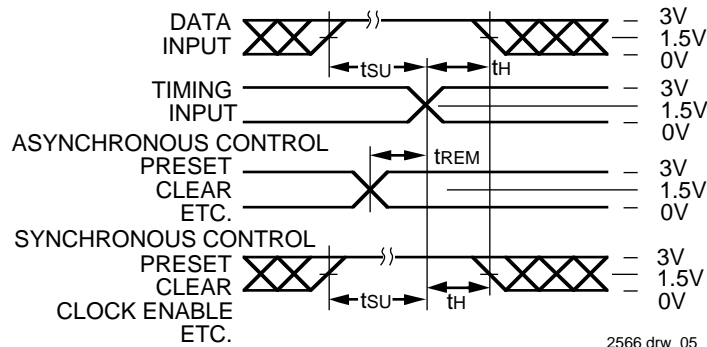 DATA
INPUT
3V
1.5V
0V
tSU
tH
TIMING
INPUT
3V
1.5V
0V
ASYNCHRONOUS CONTROL
PRESET
CLEAR
ETC.
tREM
3V
1.5V
0V
SYNCHRONOUS CONTROL
PRESET
CLEAR
CLOCK ENABLE
ETC.
tSU
tH
3V
1.5V
0V
2566 drw 05